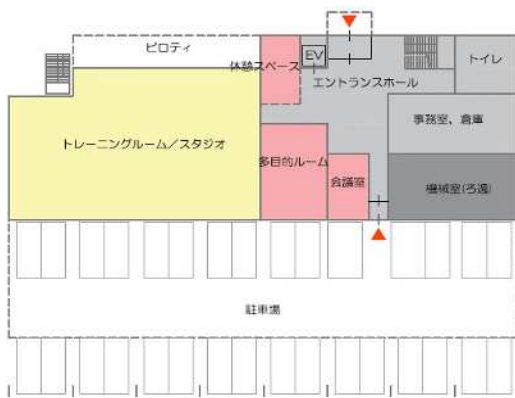 ピロティ
休憩スペース
EV
トイレ
エントランスホール
事務室、倉庫
トレーニングルーム／スタジオ
多目的ルーム
会議室
機械室(ろ過)
駐車場